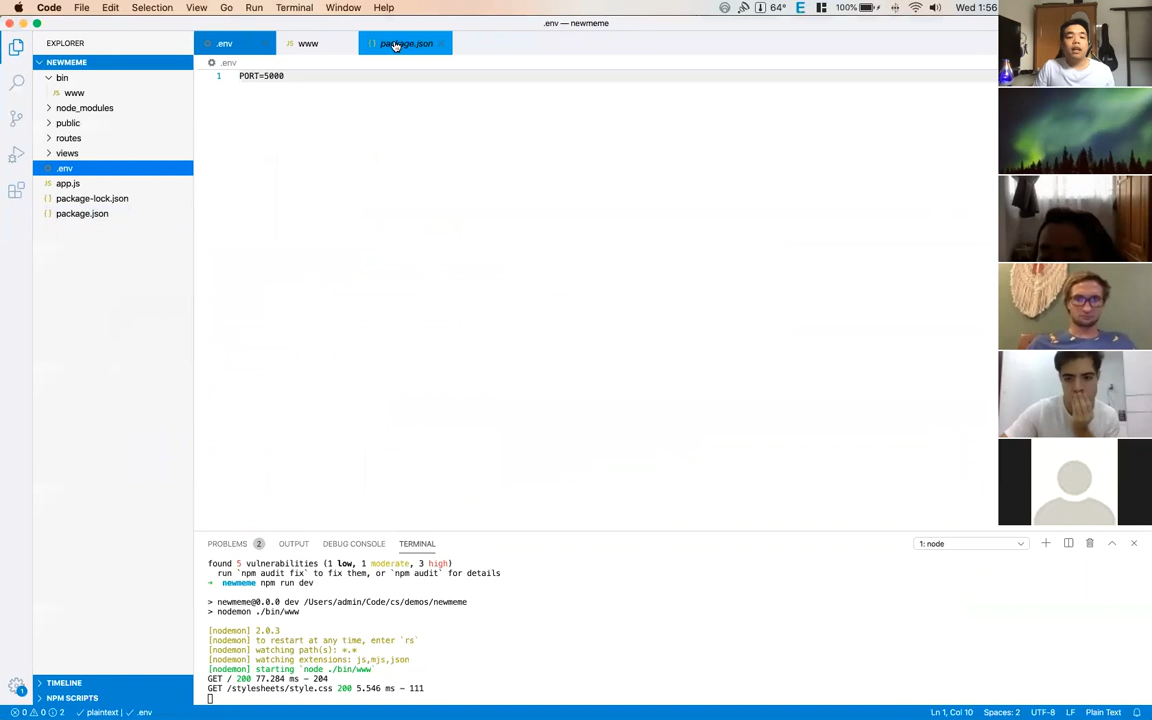 Code File Edit Selection View Go Run Terminal Window Help 64° E 100% Wed 1:56
.env — newmeme
EXPLORER
.env
www
package.json
NEWMEME
bin
www
node_modules
public
routes
views
.env
app.js
package-lock.json
package.json
.env
1 PORT=5000
PROBLEMS 2 OUTPUT DEBUG CONSOLE TERMINAL
1: node
found 5 vulnerabilities (1 low, 1 moderate, 3 high)
run `npm audit fix` to fix them, or `npm audit` for details
newmeme npm run dev
> newmeme@0.0.0 dev /Users/admin/Code/cs/demos/newmeme
> nodemon ./bin/www
[nodemon] 2.0.3
[nodemon] to restart at any time, enter `rs`
[nodemon] watching path(s): *.*
[nodemon] watching extensions: js,mjs,json
[nodemon] starting `node ./bin/www`
GET / 200 77.284 ms - 204
GET /stylesheets/style.css 200 5.546 ms - 111
TIMELINE
NPM SCRIPTS
1
0 0 2 plaintext .env
Ln 1, Col 10 Spaces: 2 UTF-8 LF Plain Text